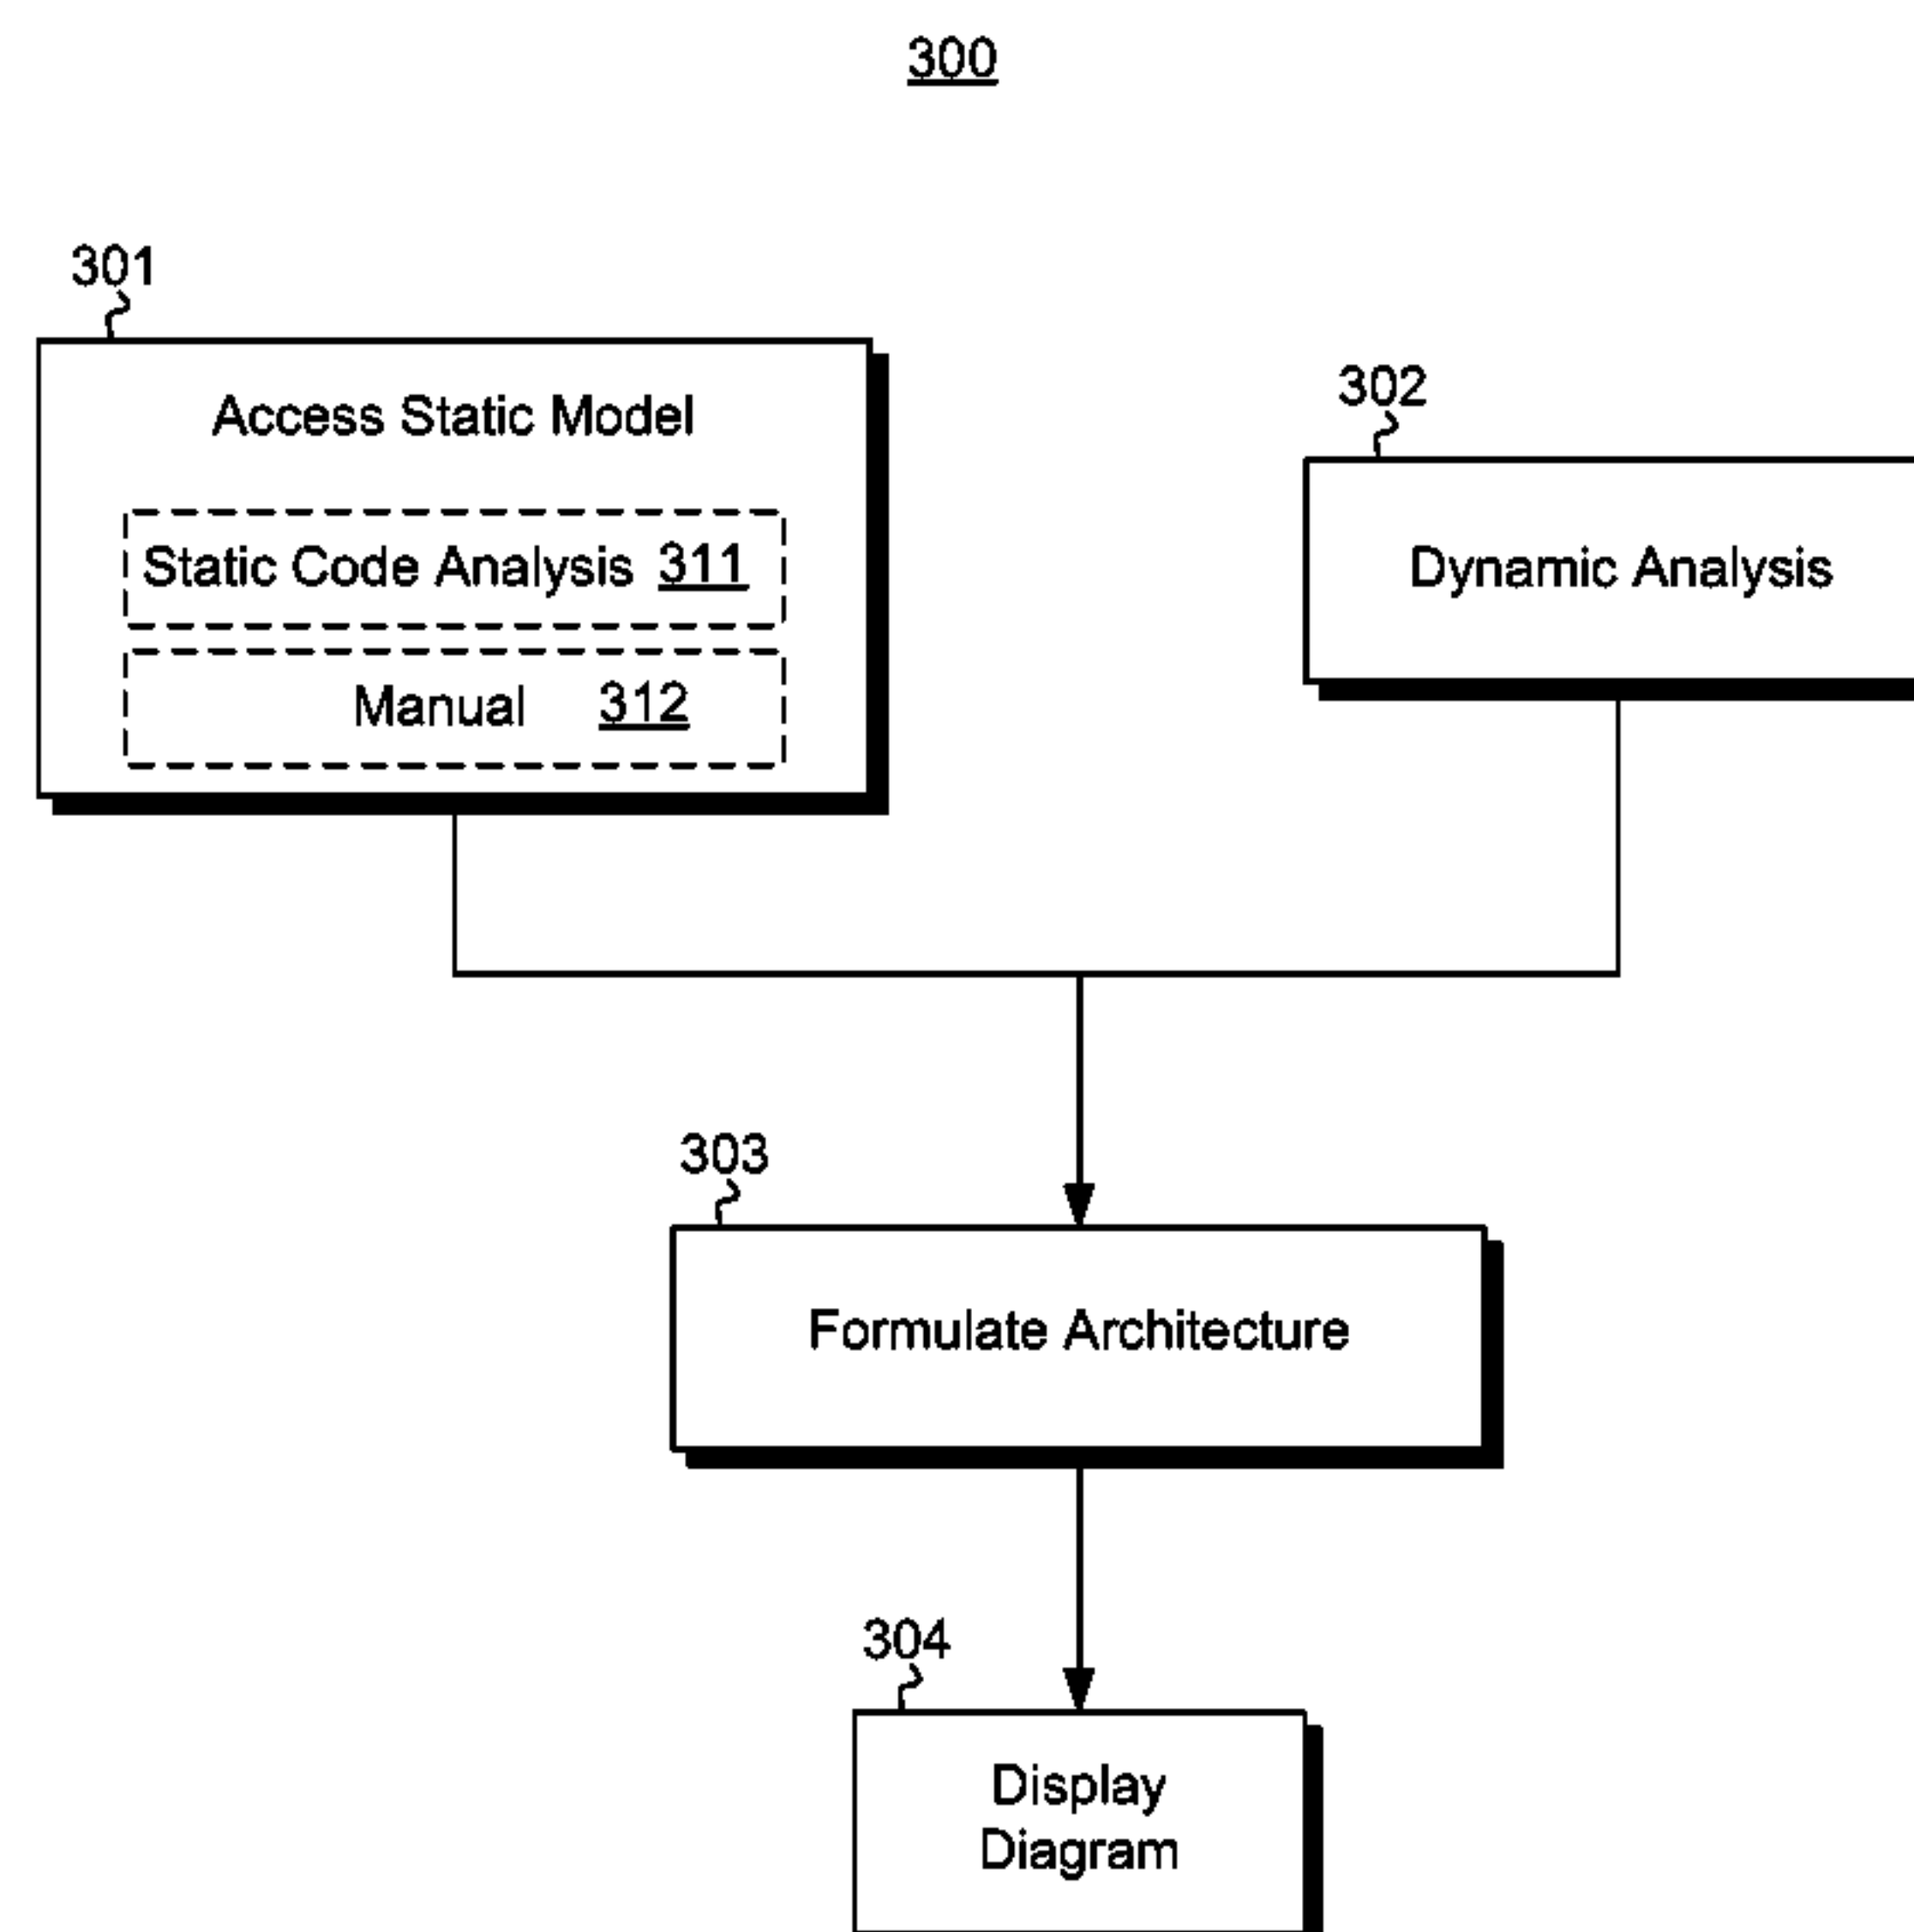 300
301
Access Static Model
302
Static Code Analysis 311
Dynamic Analysis
Manual 312
303
Formulate Architecture
304
Display
Diagram